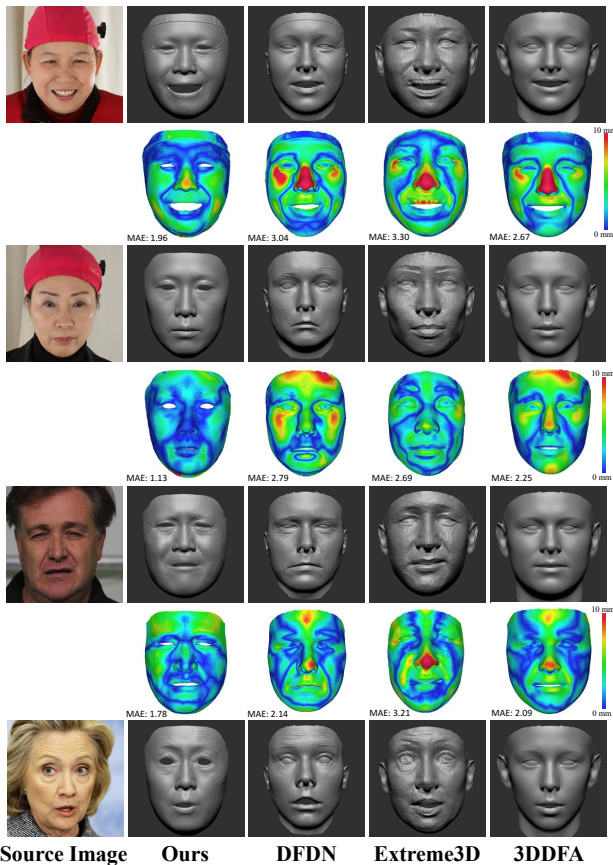 10 mm
0 mm
MAE: 1.96 MAE: 3.04 MAE: 3.30 MAE: 2.67
10 mm
0 mm
MAE: 1.13 MAE: 2.79 MAE: 2.69 MAE: 2.25
10 mm
0 mm
MAE: 1.78 MAE: 2.14 MAE: 3.21 MAE: 2.09
Source Image Ours DFDN Extreme3D 3DDFA